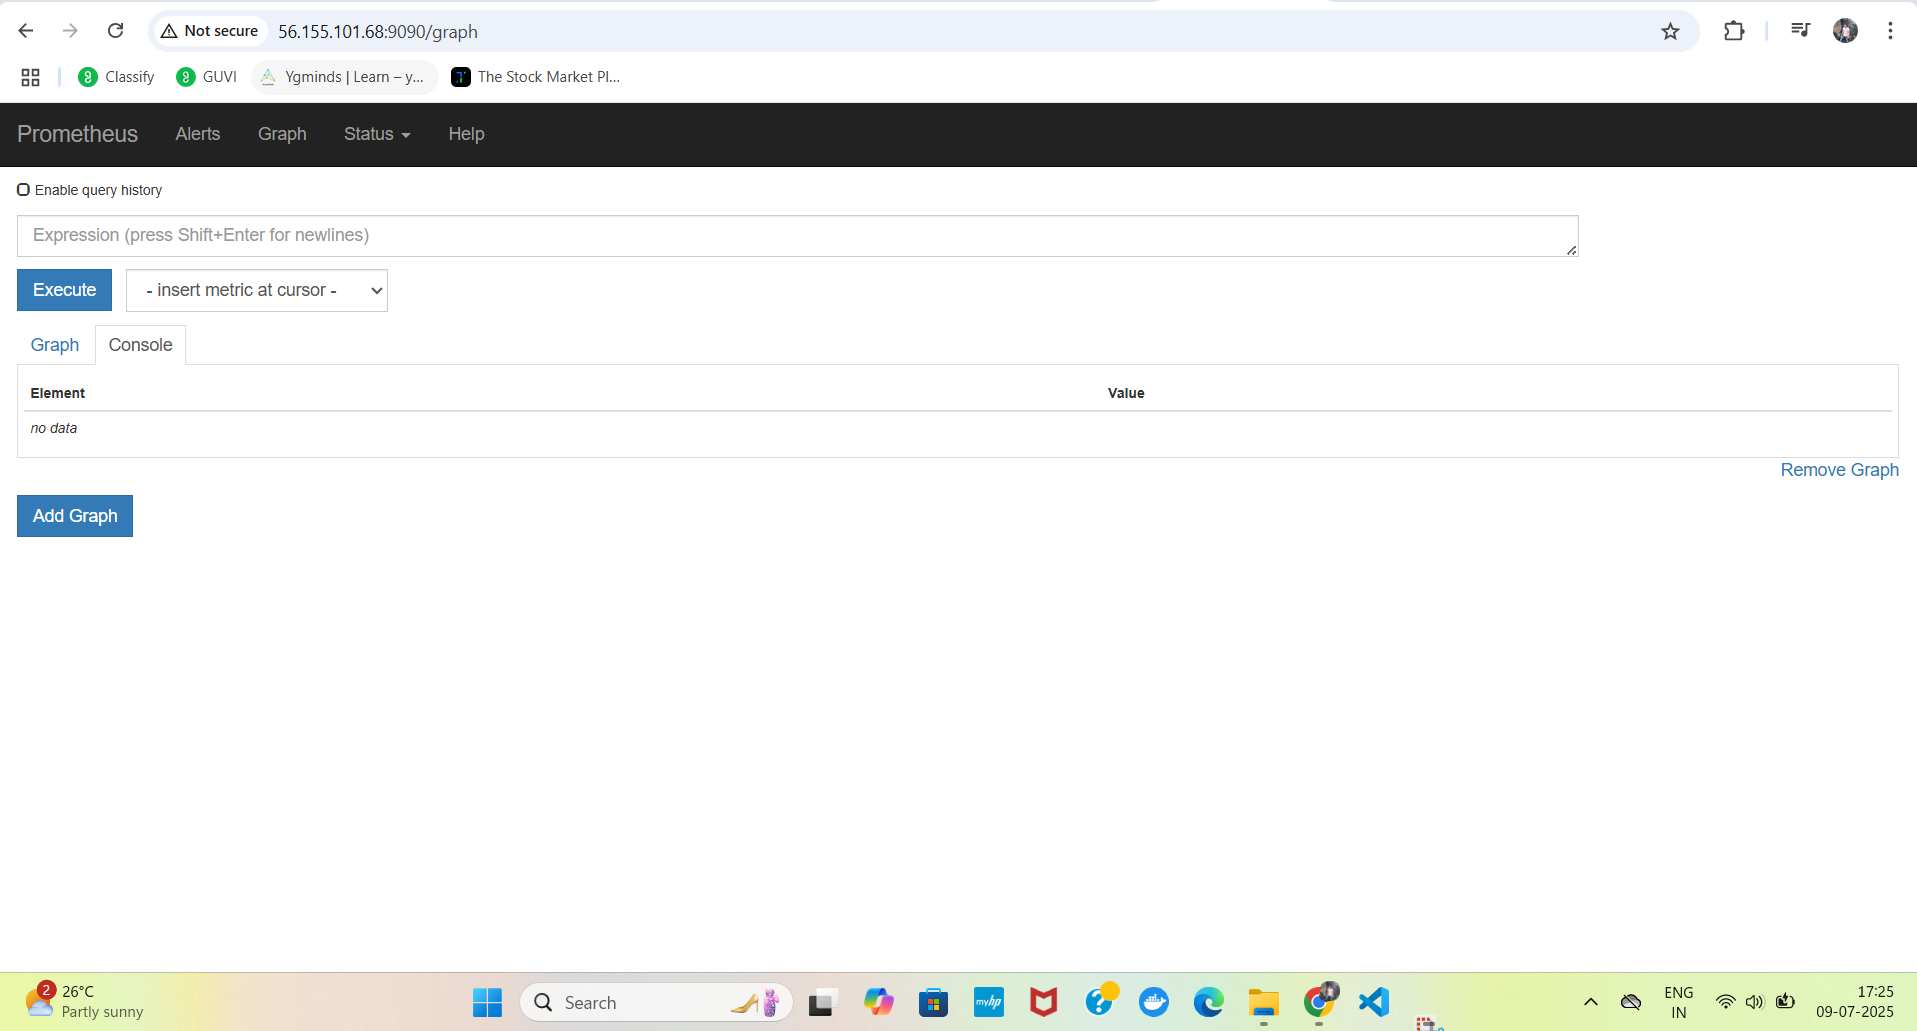 Not secure 56.155.101.68:9090/graph
Classify GUVI Ygminds | Learn – y... The Stock Market Pl...
Prometheus Alerts Graph Status Help
Enable query history
Expression (press Shift+Enter for newlines)
Execute - insert metric at cursor -
Graph Console
Element Value
no data
Remove Graph
Add Graph
2 26°C
Partly sunny
Search
myhp
ENG
IN
17:25
09-07-2025